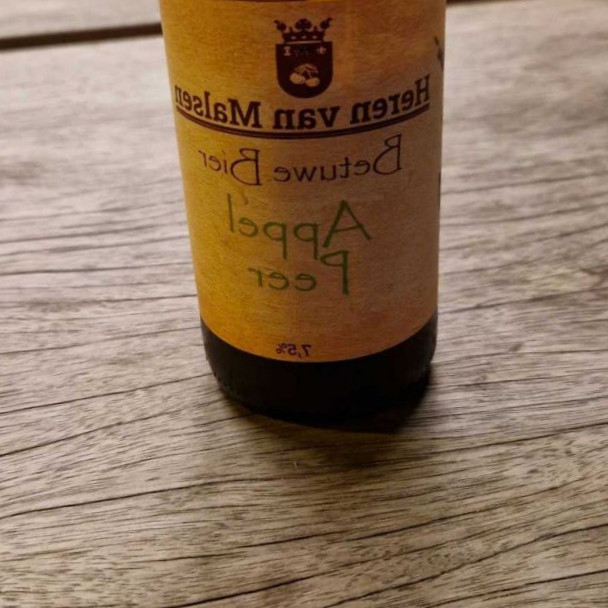 Heren van Malsen
Betuwe Bier
Appel
Peer
7,5%